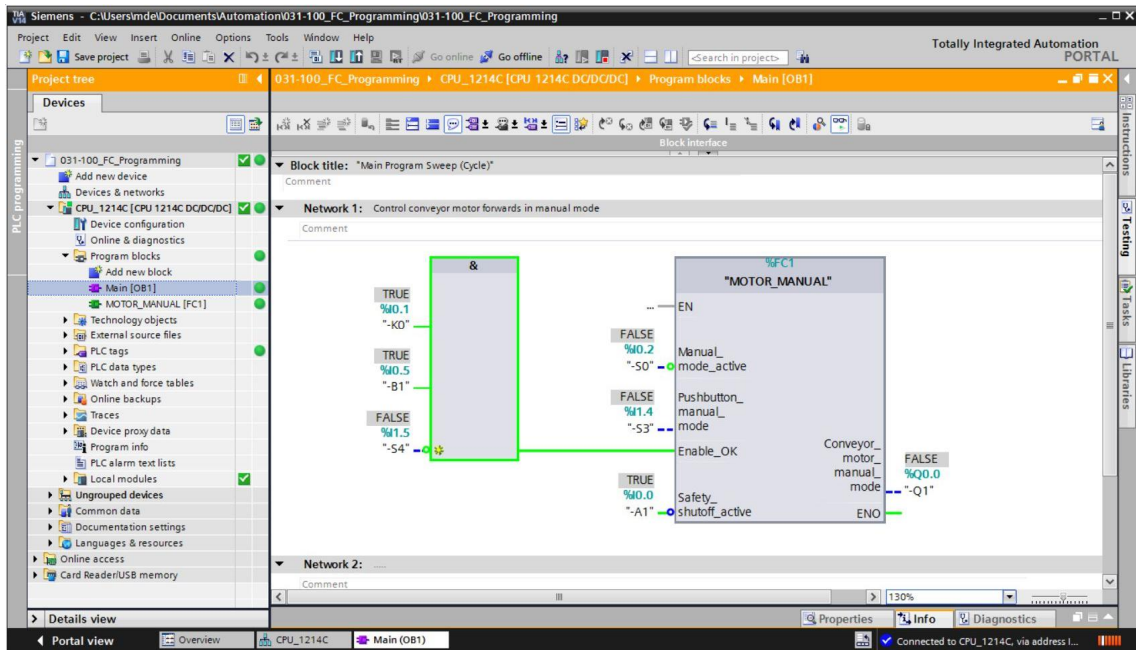 TIA V14
Siemens - C:\Users\mde\Documents\Automation\031-100_FC_Programming\031-100_FC_Programming
Project Edit View Insert Online Options Tools Window Help
Totally Integrated Automation
PORTAL
Save project
Go online
Go offline
<Search in project>
Project tree
031-100_FC_Programming
CPU_1214C [CPU 1214C DC/DC/DC]
Program blocks
Main [OB1]
Devices
PLC programming
Block interface
031-100_FC_Programming
Add new device
Devices & networks
CPU_1214C [CPU 1214C DC/DC/DC]
Device configuration
Online & diagnostics
Program blocks
Add new block
Main [OB1]
MOTOR_MANUAL [FC1]
Technology objects
External source files
PLC tags
PLC data types
Watch and force tables
Online backups
Traces
Device proxy data
Program info
PLC alarm text lists
Local modules
Ungrouped devices
Common data
Documentation settings
Languages & resources
Online access
Card Reader/USB memory
Block title: "Main Program Sweep (Cycle)"
Comment
Network 1: Control conveyor motor forwards in manual mode
Comment
&
TRUE
%I0.1
"-K0"
TRUE
%I0.5
"-B1"
FALSE
%I1.5
"-S4"
%FC1
"MOTOR_MANUAL"
... EN
FALSE
%I0.2
"-S0"
Manual_
mode_active
FALSE
%I1.4
"-S3"
Pushbutton_
manual_
mode
Enable_OK
TRUE
%I0.0
"-A1"
Safety_
shutoff_active
Conveyor_
motor_
manual_
mode
FALSE
%Q0.0
"-Q1"
ENO
Network 2: .....
Comment
130%
Instructions
Testing
Tasks
Libraries
Details view
Properties
Info
Diagnostics
Portal view
Overview
CPU_1214C
Main (OB1)
Connected to CPU_1214C, via address I...